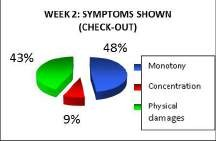 WEEK 2: SYMPTOMS SHOWN
(CHECK-OUT)
43%
48%
9%
Monotony
Concentration
Physical
damages